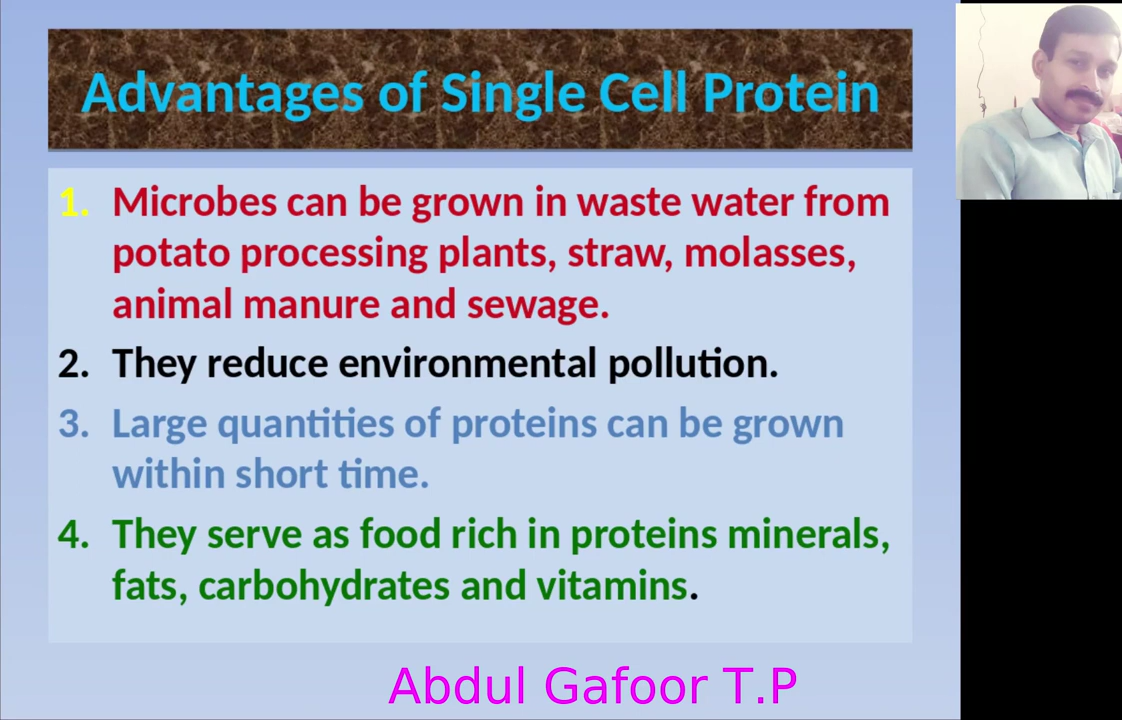 Advantages of Single Cell Protein
1. Microbes can be grown in waste water from
potato processing plants, straw, molasses,
animal manure and sewage.
2. They reduce environmental pollution.
3. Large quantities of proteins can be grown
within short time.
4. They serve as food rich in proteins minerals,
fats, carbohydrates and vitamins.
Abdul Gafoor T.P